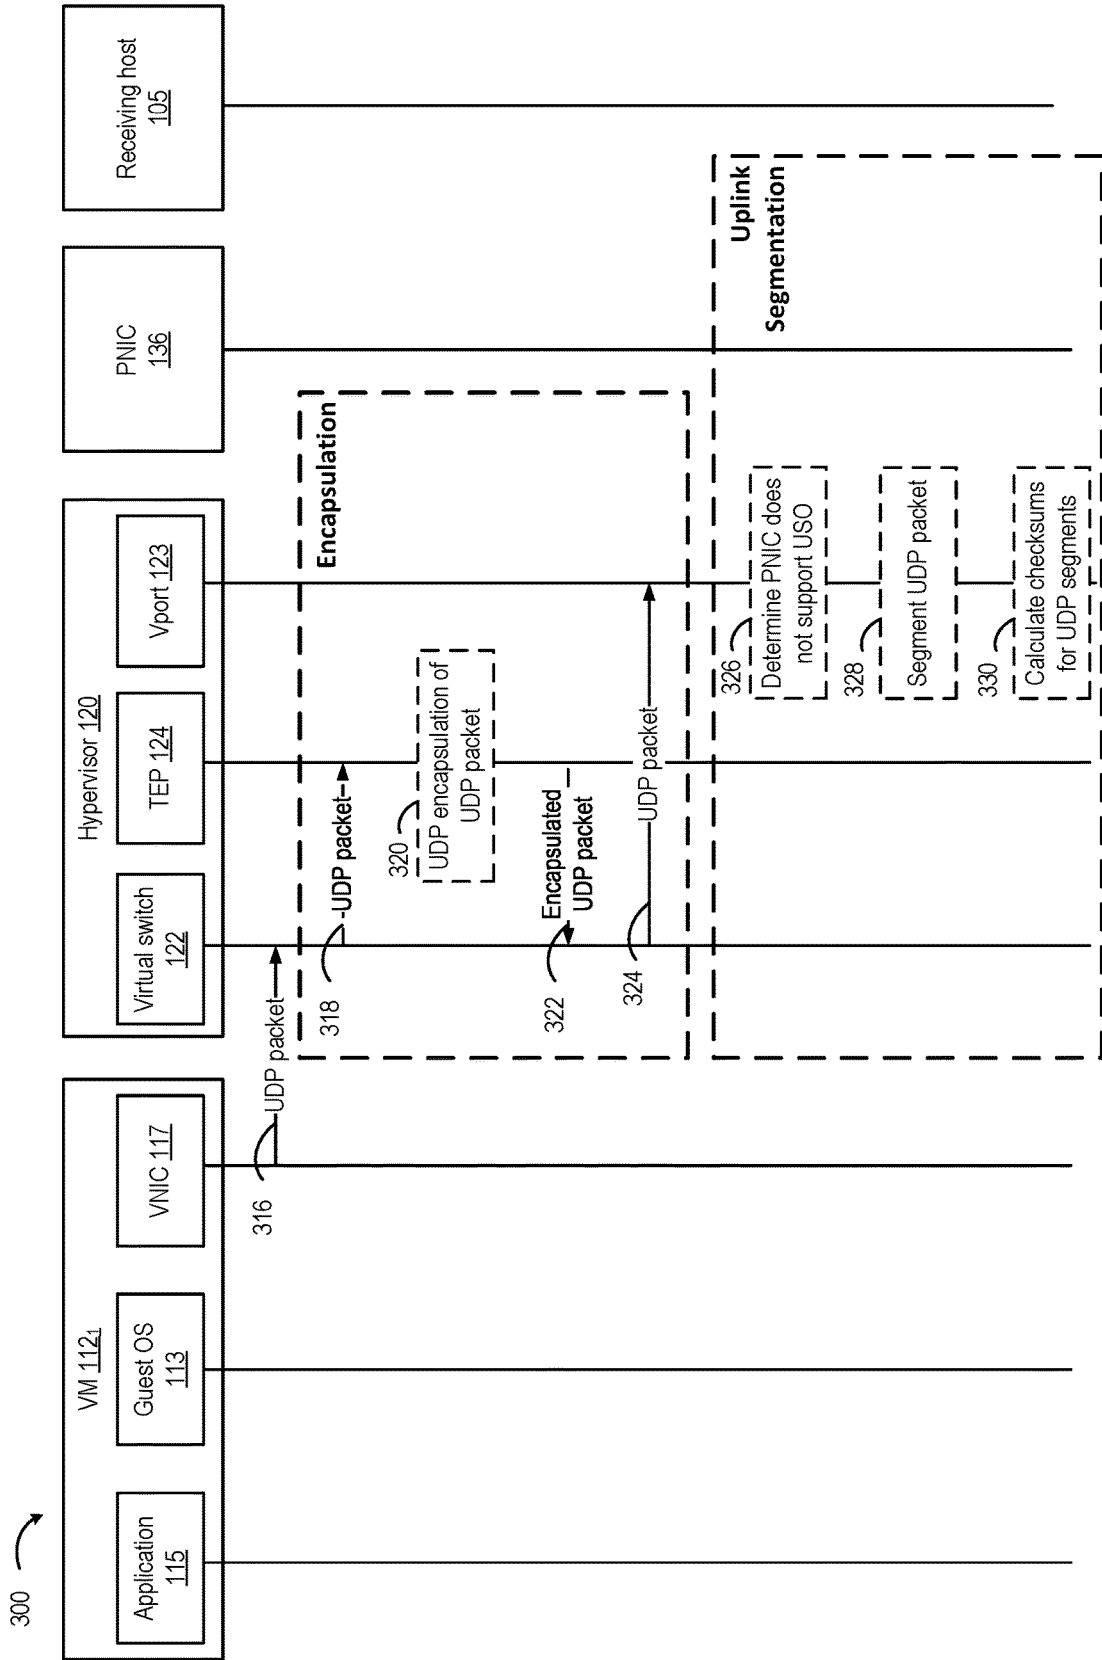 300
VM 112₁
Application
115
Guest OS
113
VNIC 117
Hypervisor 120
Virtual switch
122
TEP 124
Vport 123
PNIC
136
Receiving host
105
316
UDP packet
Encapsulation
318
UDP packet
320
UDP encapsulation of
UDP packet
322
Encapsulated
UDP packet
324
UDP packet
Uplink
Segmentation
326
Determine PNIC does
not support USO
328
Segment UDP packet
330
Calculate checksums
for UDP segments